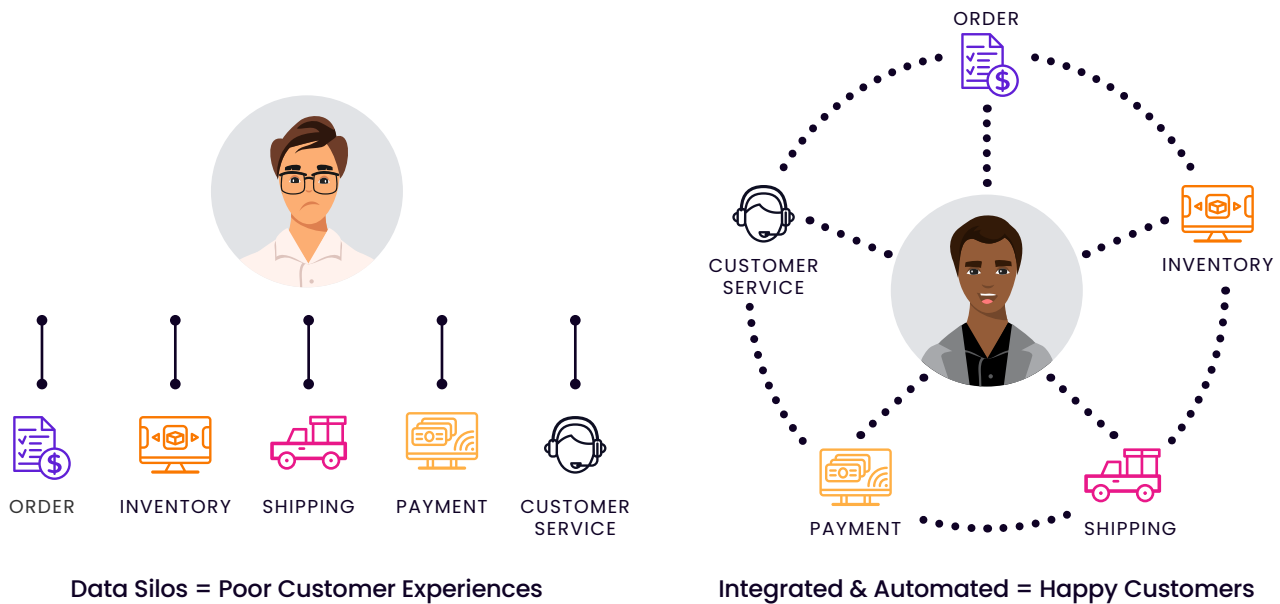 ORDER
INVENTORY
SHIPPING
PAYMENT
CUSTOMER
SERVICE
Data Silos = Poor Customer Experiences
ORDER
$
INVENTORY
CUSTOMER
SERVICE
PAYMENT
SHIPPING
Integrated & Automated = Happy Customers
$